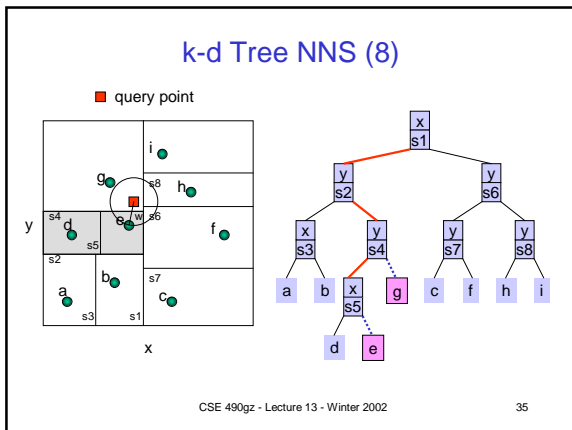 k-d Tree NNS (8)
query point
i
g
s8
h
s4
e
w
s6
y
d
f
s5
s2
s7
a
b
c
s3
s1
x
x
s1
y
y
s2
s6
x
y
y
y
s3
s4
s7
s8
a
b
x
g
c
f
h
i
s5
d
e
CSE 490gz - Lecture 13 - Winter 2002
35